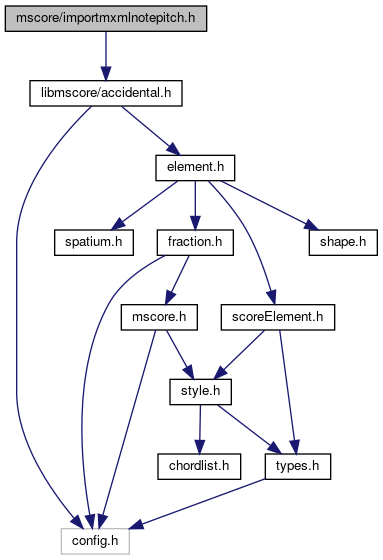 mscore/importmxmlnotepitch.h
libmscore/accidental.h
element.h
spatium.h
fraction.h
shape.h
mscore.h
scoreElement.h
style.h
chordlist.h
types.h
config.h